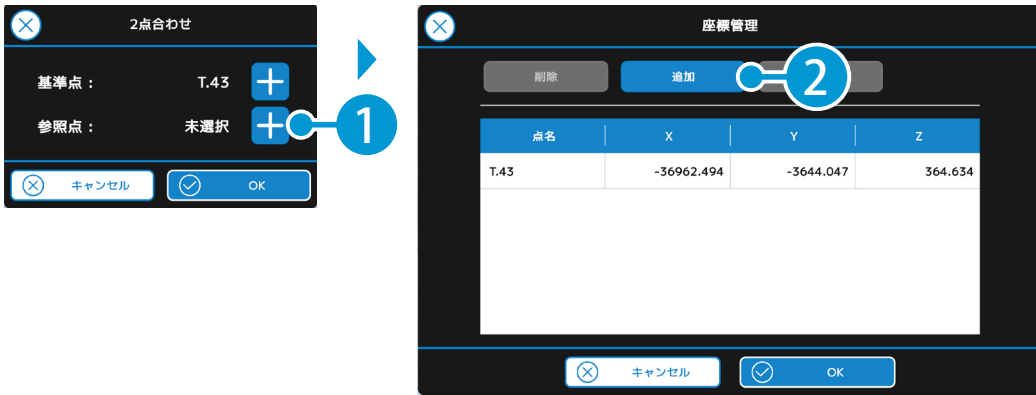 2点合わせ
基準点： T.43
参照点： 未選択
1
キャンセル OK
座標管理
削除 追加
2
点名 X Y Z
T.43 -36962.494 -3644.047 364.634
キャンセル OK